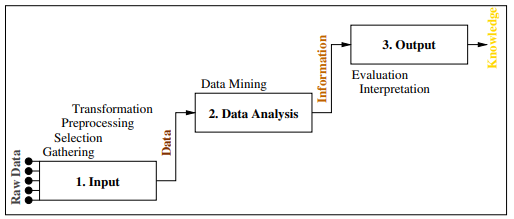 Raw Data
Transformation
Preprocessing
Selection
Gathering
1. Input
Data
Data Mining
2. Data Analysis
Information
3. Output
Evaluation
Interpretation
Knowledge